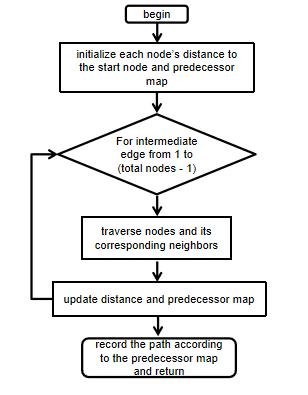 begin
initialize each node's distance to
the start node and predecessor
map
For intermediate
edge from 1 to
(total nodes - 1)
traverse nodes and its
corresponding neighbors
update distance and predecessor map
record the path according
to the predecessor map
and return